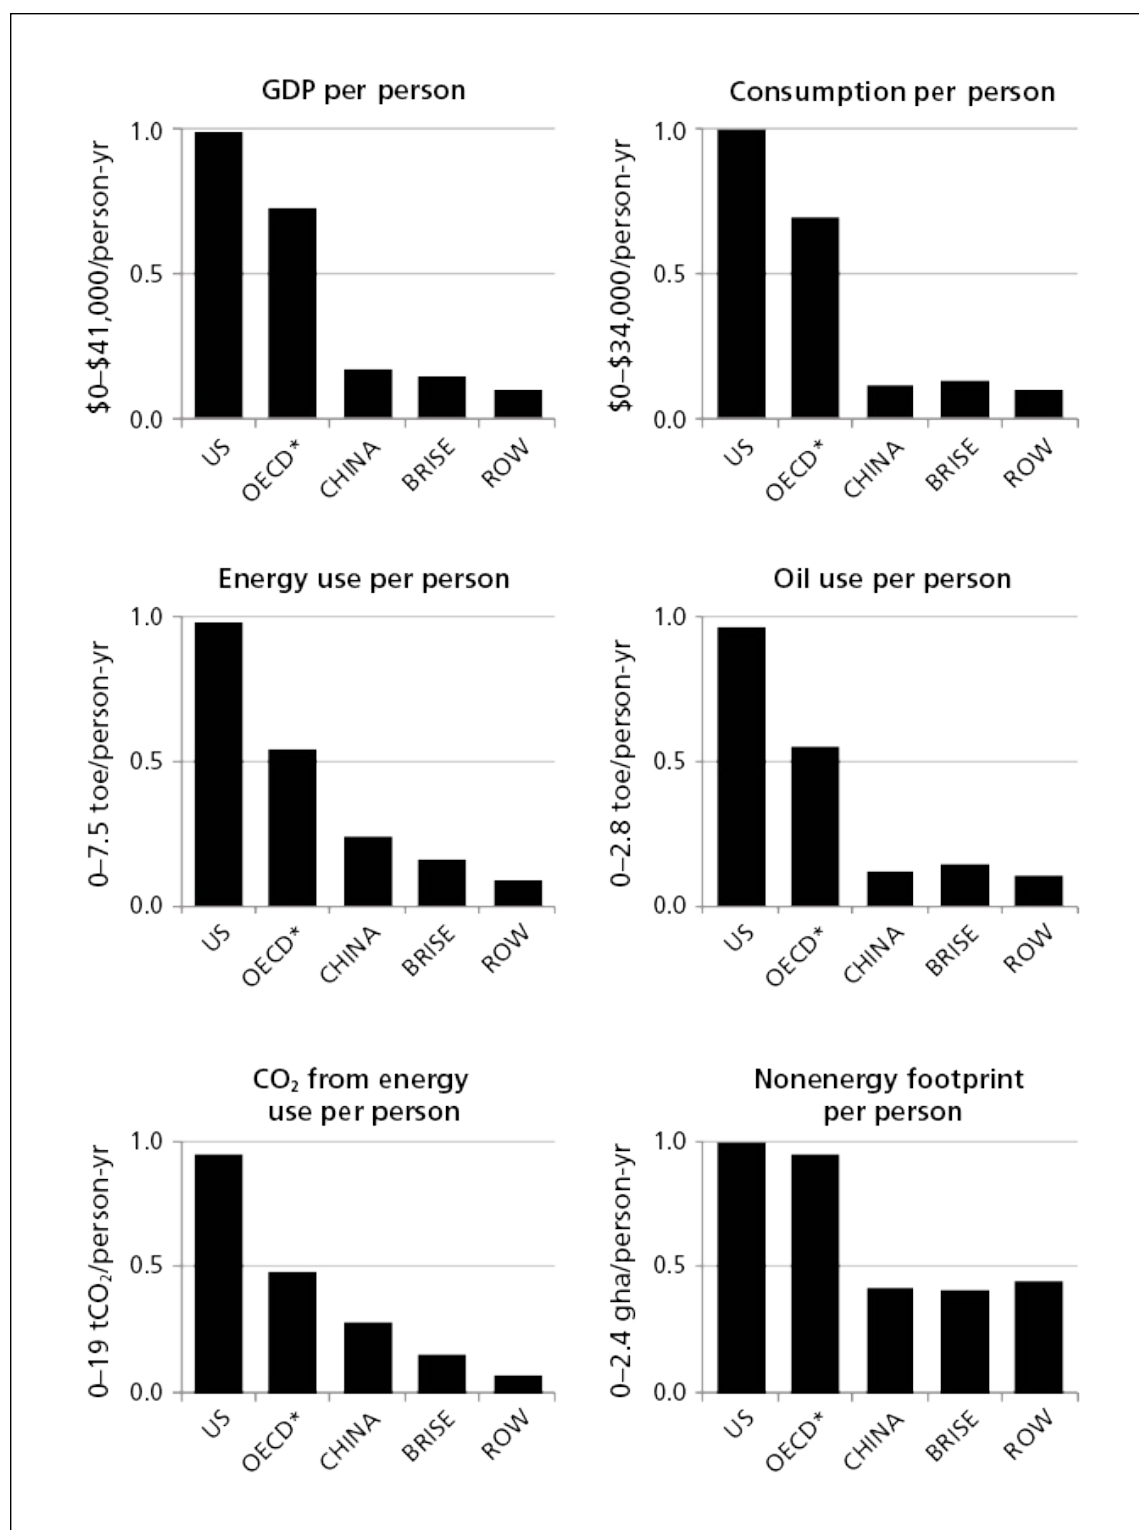 GDP per person
$0–$41,000/person-yr
1.0
0.5
0.0
US
OECD*
CHINA
BRISE
ROW
Consumption per person
$0–$34,000/person-yr
1.0
0.5
0.0
US
OECD*
CHINA
BRISE
ROW
Energy use per person
0–7.5 toe/person-yr
1.0
0.5
0.0
US
OECD*
CHINA
BRISE
ROW
Oil use per person
0–2.8 toe/person-yr
1.0
0.5
0.0
US
OECD*
CHINA
BRISE
ROW
CO₂ from energy
use per person
0–19 tCO₂/person-yr
1.0
0.5
0.0
US
OECD*
CHINA
BRISE
ROW
Nonenergy footprint
per person
0–2.4 gha/person-yr
1.0
0.5
0.0
US
OECD*
CHINA
BRISE
ROW